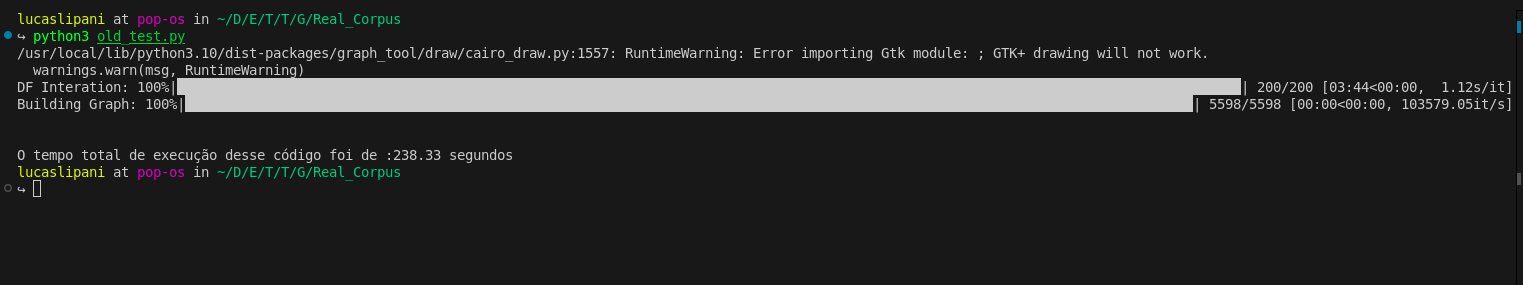 lucaslipani at pop-os in ~/D/E/T/T/G/Real_Corpus
↪ python3 old_test.py
/usr/local/lib/python3.10/dist-packages/graph_tool/draw/cairo_draw.py:1557: RuntimeWarning: Error importing Gtk module: ; GTK+ drawing will not work.
  warnings.warn(msg, RuntimeWarning)
DF Interation: 100%|| 200/200 [03:44<00:00,  1.12s/it]
Building Graph: 100%|| 5598/5598 [00:00<00:00, 103579.05it/s]
O tempo total de execução desse código foi de :238.33 segundos
lucaslipani at pop-os in ~/D/E/T/T/G/Real_Corpus
↪